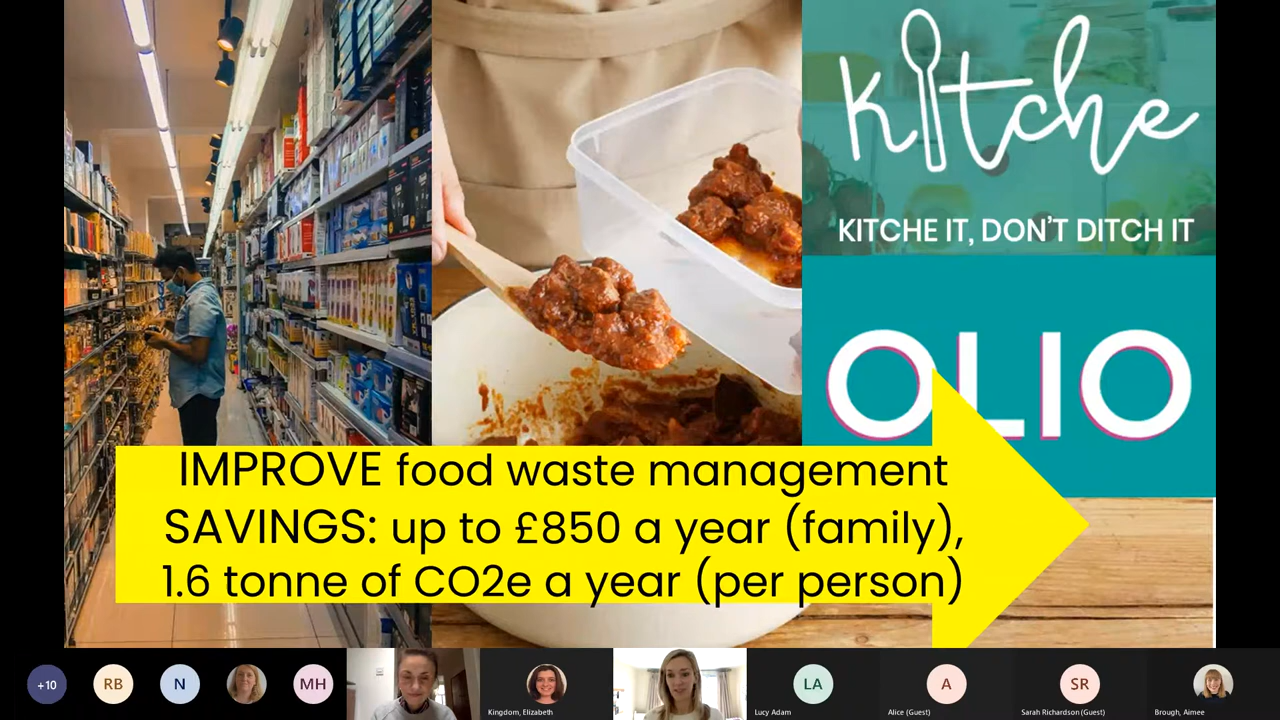 Kitche
KITCHE IT, DON'T DITCH IT
OLIO
IMPROVE food waste management
SAVINGS: up to £850 a year (family),
1.6 tonne of CO2e a year (per person)
+10
RB
N
MH
Kingdom, Elizabeth
LA
Lucy Adam
A
Alice (Guest)
SR
Sarah Richardson (Guest)
Brough, Aimee